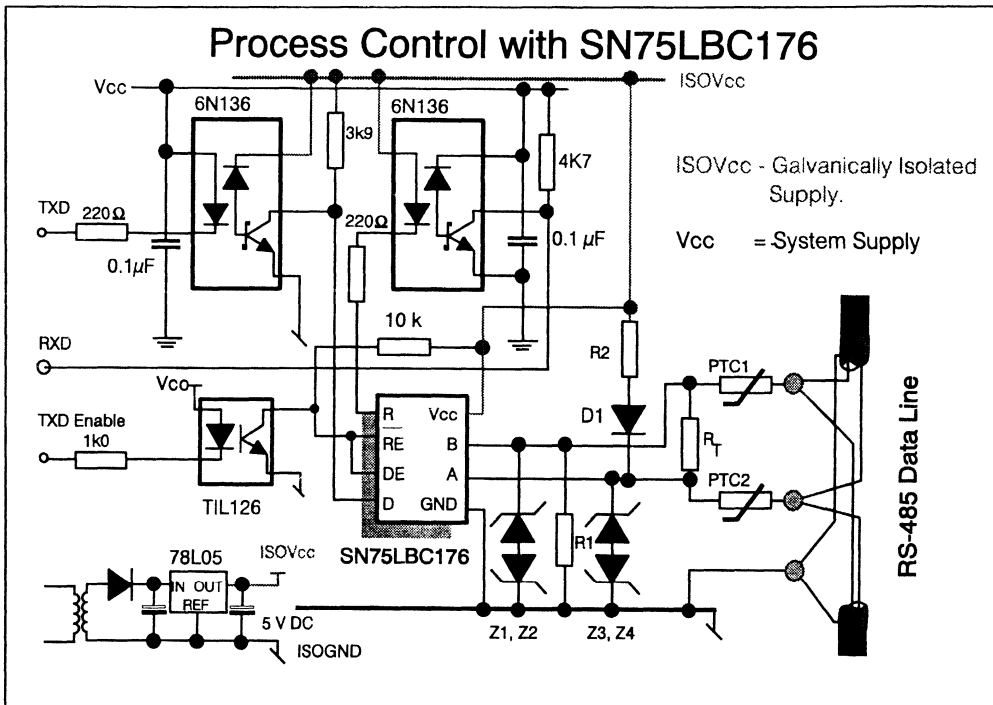 Process Control with SN75LBC176
ISOVcc
Vcc
6N136
6N136
3k9
4K7
ISOVcc - Galvanically Isolated
Supply.
Vcc = System Supply
TXD
220Ω
0.1µF
220Ω
0.1 µF
10 k
RXD
R2
PTC1
Vco
TXD Enable
1k0
TIL126
R
RE
DE
D
Vcc
B
A
GND
SN75LBC176
D1
RT
PTC2
R1
RS-485 Data Line
78L05
ISOVcc
IN OUT
REF
5 V DC
ISOGND
Z1, Z2
Z3, Z4